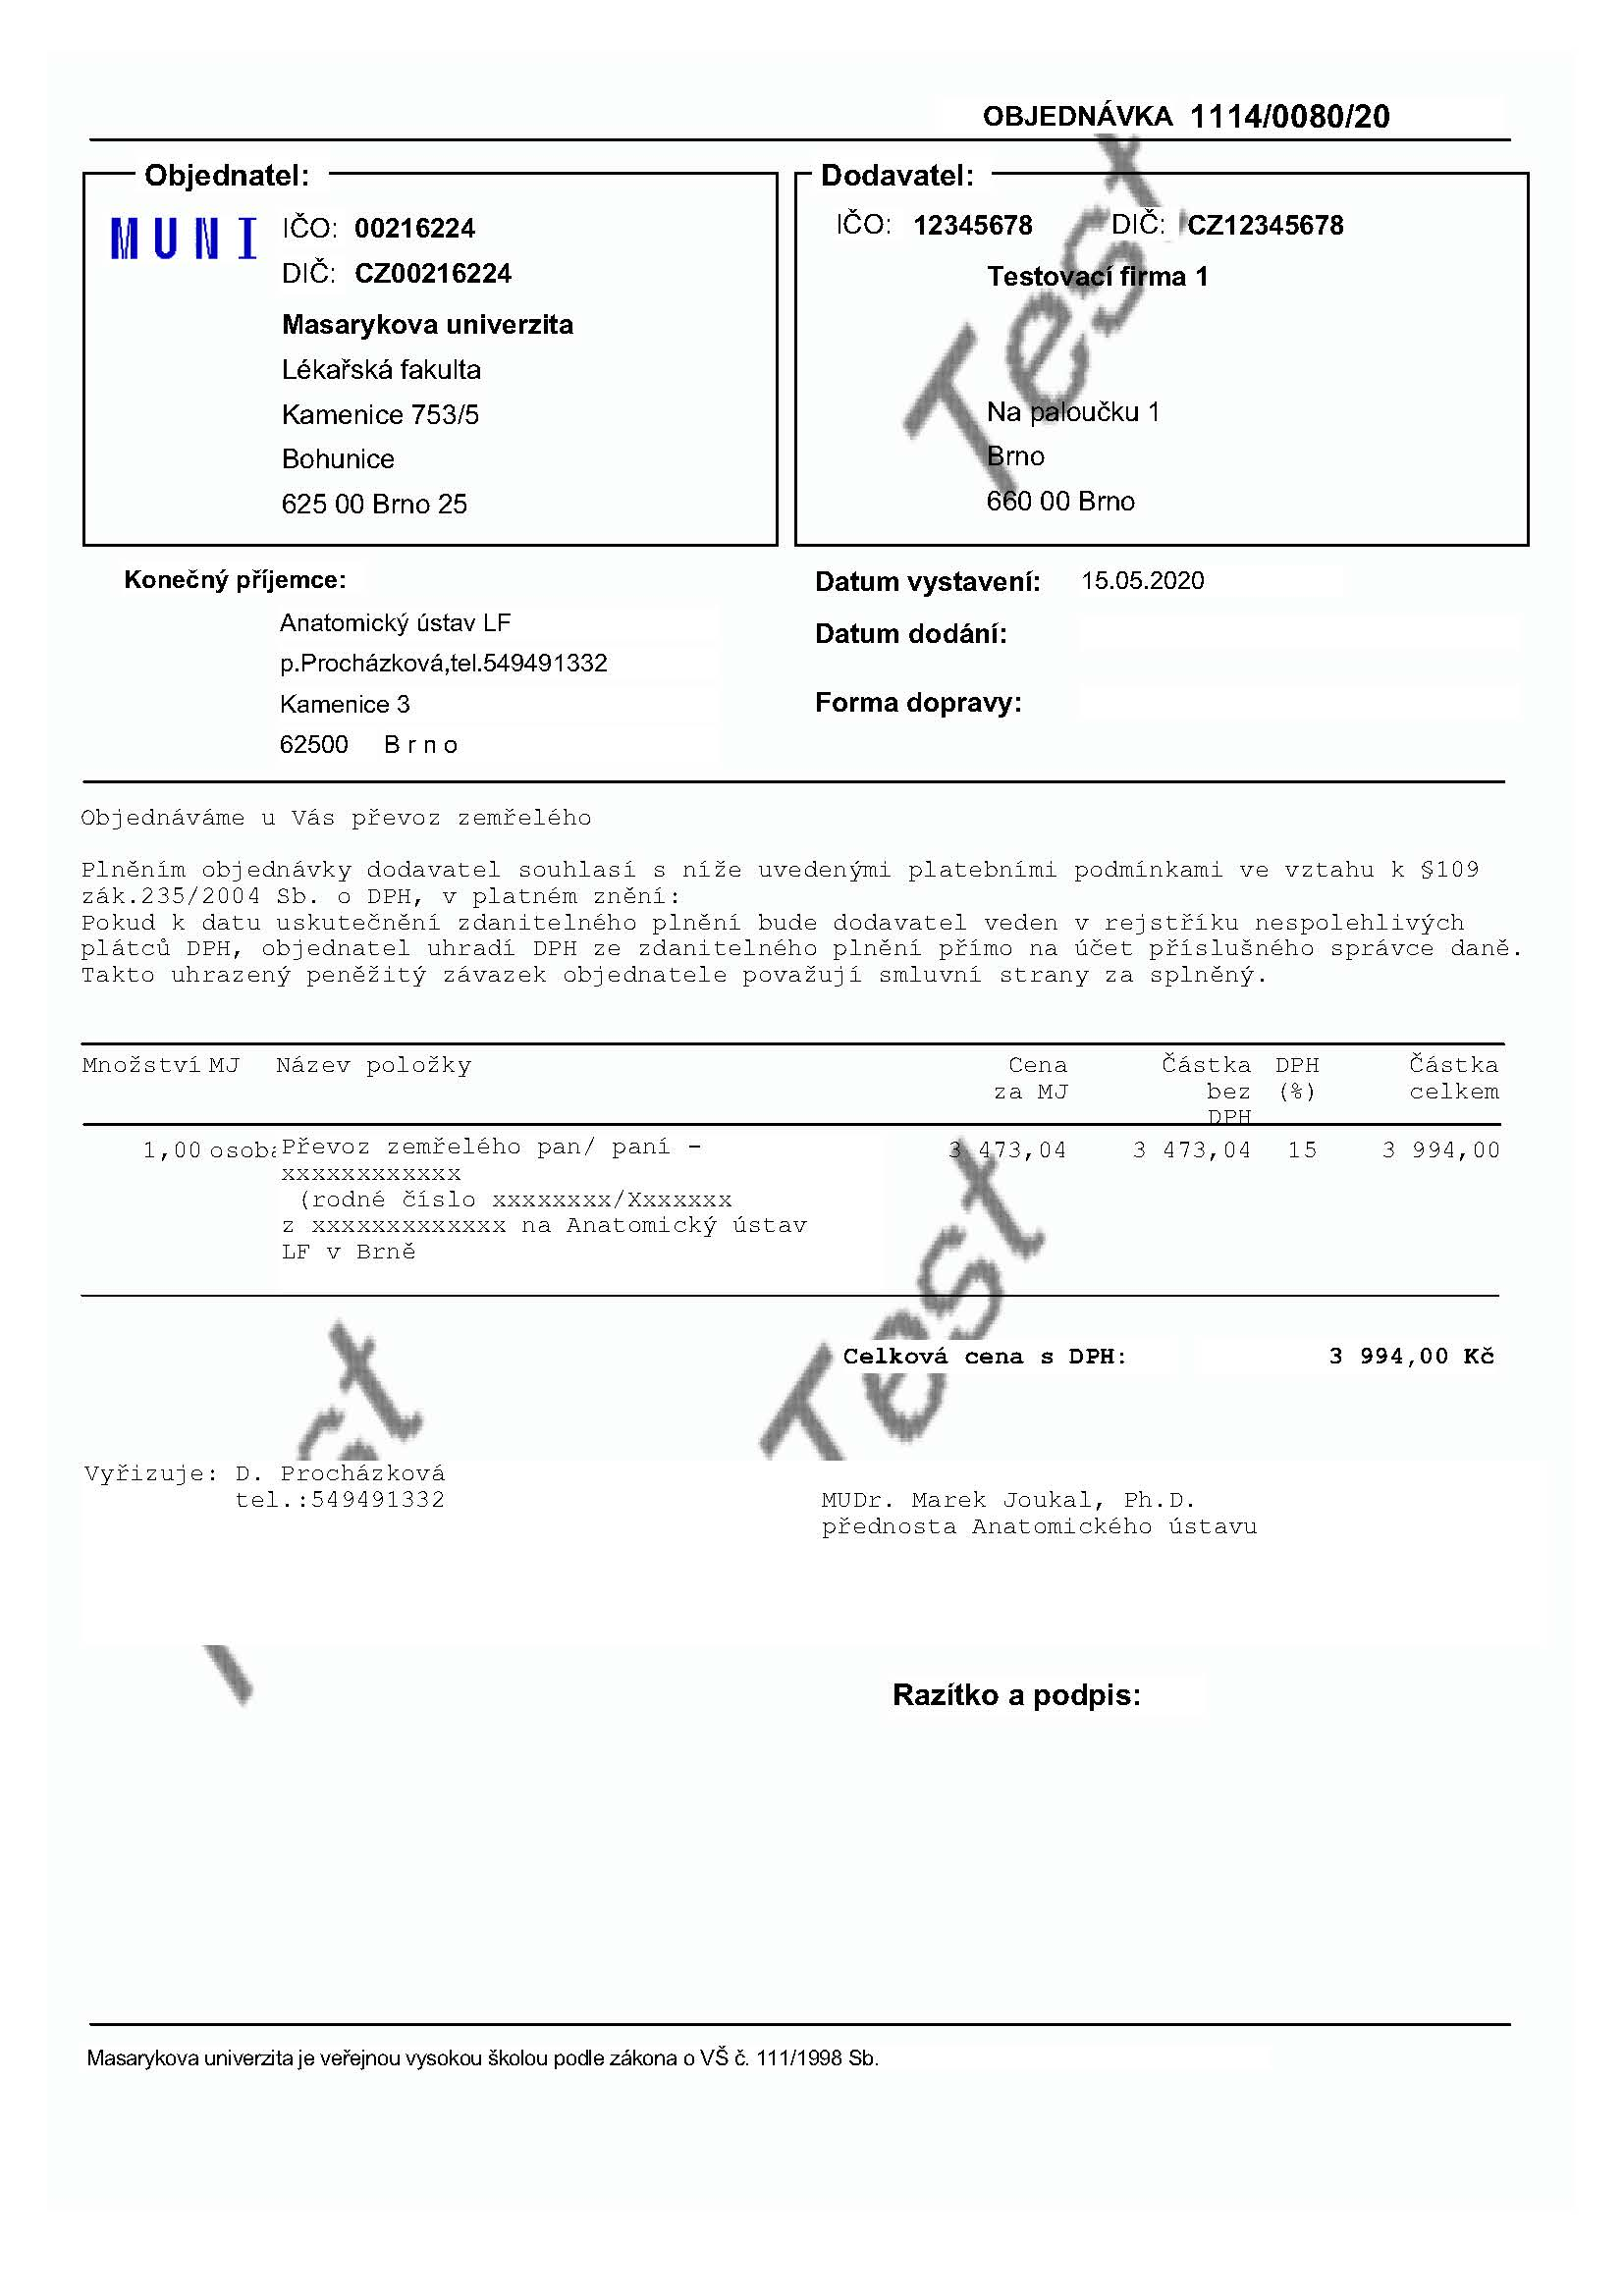 OBJEDNÁVKA 1114/0080/20
Objednatel:
MUNI
IČO: 00216224
DIČ: CZ00216224
Masarykova univerzita
Lékařská fakulta
Kamenice 753/5
Bohunice
625 00 Brno 25
Dodavatel:
IČO: 12345678 DIČ: CZ12345678
Testovací firma 1
Na paloučku 1
Brno
660 00 Brno
Test
Konečný příjemce:
Anatomický ústav LF
p.Procházková,tel.549491332
Kamenice 3
62500 B r n o
Datum vystavení: 15.05.2020
Datum dodání:
Forma dopravy:
Objednáváme u Vás převoz zemřelého
Plněním objednávky dodavatel souhlasí s níže uvedenými platebními podmínkami ve vztahu k §109
zák.235/2004 Sb. o DPH, v platném znění:
Pokud k datu uskutečnění zdanitelného plnění bude dodavatel veden v rejstříku nespolehlivých
plátců DPH, objednatel uhradí DPH ze zdanitelného plnění přímo na účet příslušného správce daně.
Takto uhrazený peněžitý závazek objednatele považují smluvní strany za splněný.
Množství MJ Název položky Cena Částka DPH Částka
za MJ bez (%) celkem
DPH
1,00 osoba Převoz zemřelého pan/ paní - 3 473,04 3 473,04 15 3 994,00
xxxxxxxxxxxx
(rodné číslo xxxxxxxx/Xxxxxxx
z xxxxxxxxxxxxx na Anatomický ústav
LF v Brně
Test
Celková cena s DPH: 3 994,00 Kč
Vyřizuje: D. Procházková
tel.:549491332
MUDr. Marek Joukal, Ph.D.
přednosta Anatomického ústavu
Razítko a podpis:
Masarykova univerzita je veřejnou vysokou školou podle zákona o VŠ č. 111/1998 Sb.